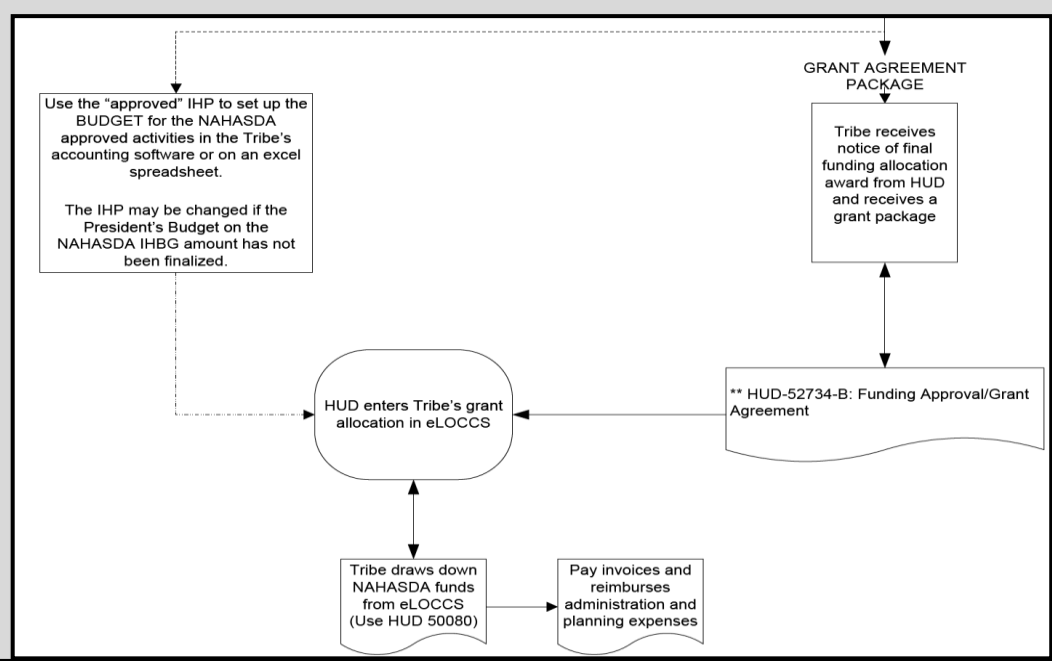 GRANT AGREEMENT
PACKAGE
Use the “approved” IHP to set up the
BUDGET for the NAHASDA
approved activities in the Tribe’s
accounting software or on an excel
spreadsheet.
The IHP may be changed if the
President’s Budget on the
NAHASDA IHBG amount has not
been finalized.
Tribe receives
notice of final
funding allocation
award from HUD
and receives a
grant package
** HUD-52734-B: Funding Approval/Grant
Agreement
HUD enters Tribe’s grant
allocation in eLOCCS
Tribe draws down
NAHASDA funds
from eLOCCS
(Use HUD 50080)
Pay invoices and
reimburses
administration and
planning expenses